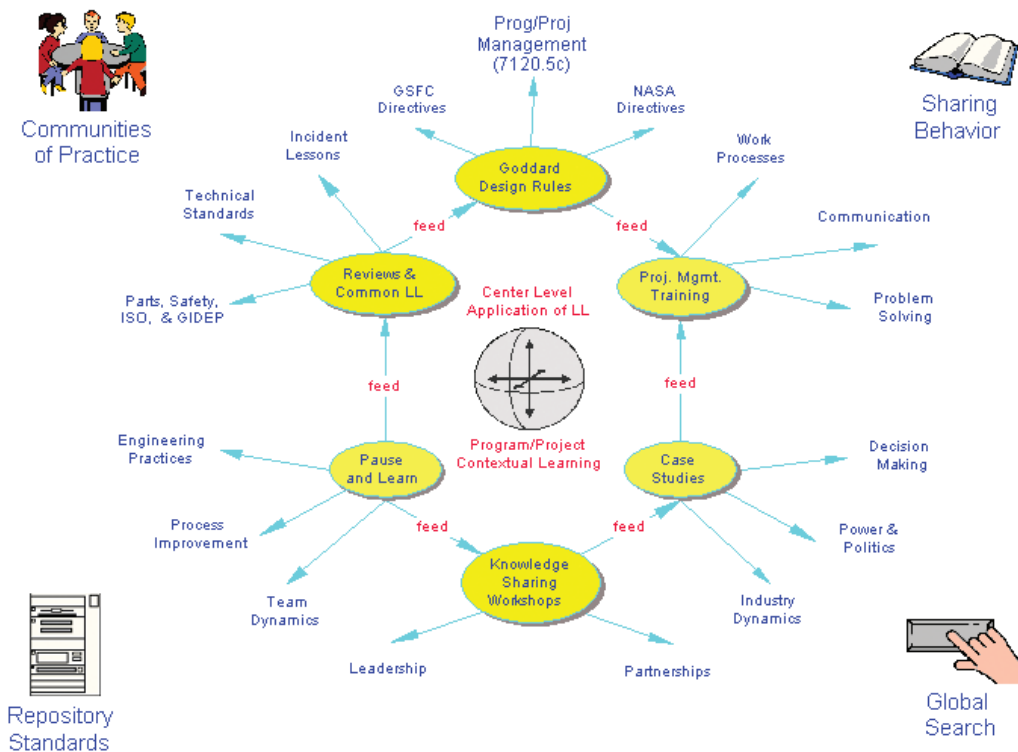 Prog/Proj
Management
(7120.5c)
GSFC
Directives
NASA
Directives
Communities
of Practice
Sharing
Behavior
Incident
Lessons
Work
Processes
Goddard
Design Rules
Technical
Standards
feed
feed
Communication
Reviews &
Common LL
Proj. Mgmt.
Training
Parts, Safety,
ISO, & GIDEP
Center Level
Application of LL
Problem
Solving
feed
feed
Engineering
Practices
Program/Project
Contextual Learning
Decision
Making
Pause
and Learn
Case
Studies
Process
Improvement
feed
feed
Power &
Politics
Knowledge
Sharing
Workshops
Team
Dynamics
Industry
Dynamics
Leadership
Partnerships
Repository
Standards
Global
Search